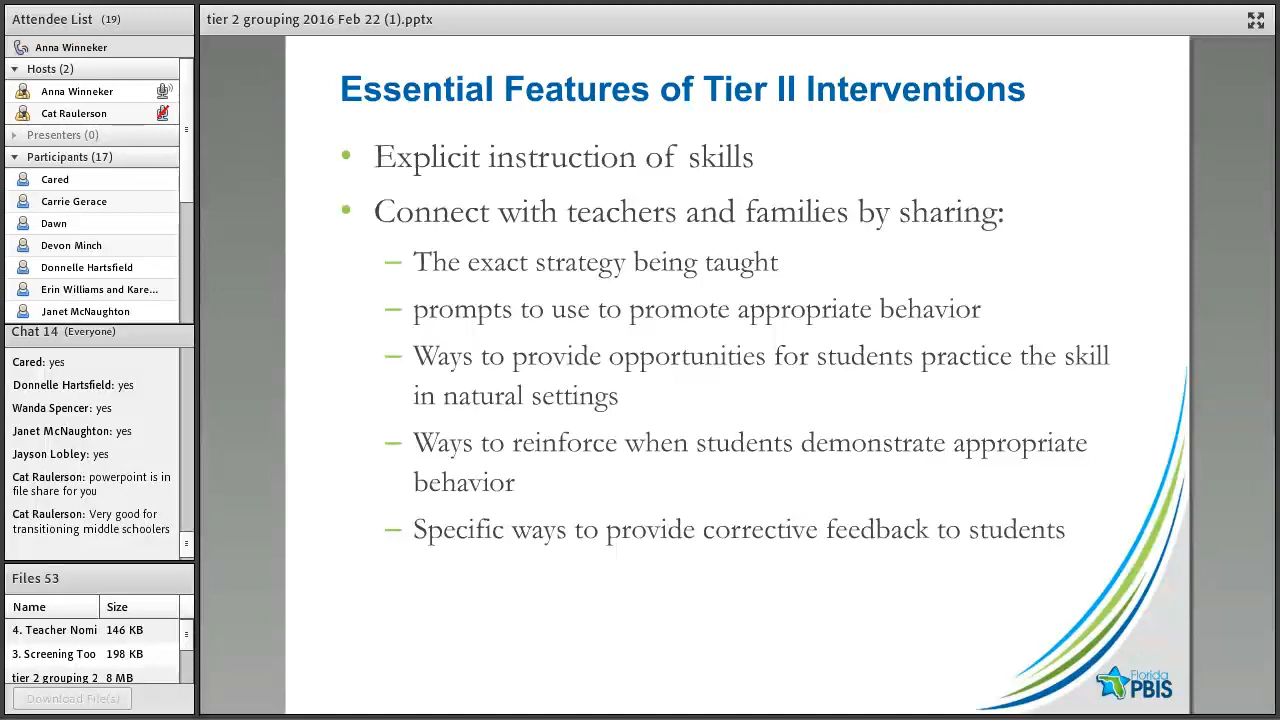 Attendee List (19)
Anna Winneker
Hosts (2)
Anna Winneker
Cat Raulerson
Presenters (0)
Participants (17)
Cared
Carrie Gerace
Dawn
Devon Minch
Donnelle Hartsfield
Erin Williams and Kare...
Janet McNaughton
Chat 14 (Everyone)
Cared: yes
Donnelle Hartsfield: yes
Wanda Spencer: yes
Janet McNaughton: yes
Jayson Lobley: yes
Cat Raulerson: powerpoint is in
file share for you
Cat Raulerson: Very good for
transitioning middle schoolers
Files 53
Name Size
4. Teacher Nomi 146 KB
3. Screening Too 198 KB
tier 2 grouping 2 8 MB
Download File(s)
tier 2 grouping 2016 Feb 22 (1).pptx
Essential Features of Tier II Interventions
• Explicit instruction of skills
• Connect with teachers and families by sharing:
– The exact strategy being taught
– prompts to use to promote appropriate behavior
– Ways to provide opportunities for students practice the skill
in natural settings
– Ways to reinforce when students demonstrate appropriate
behavior
– Specific ways to provide corrective feedback to students
Florida
PBIS